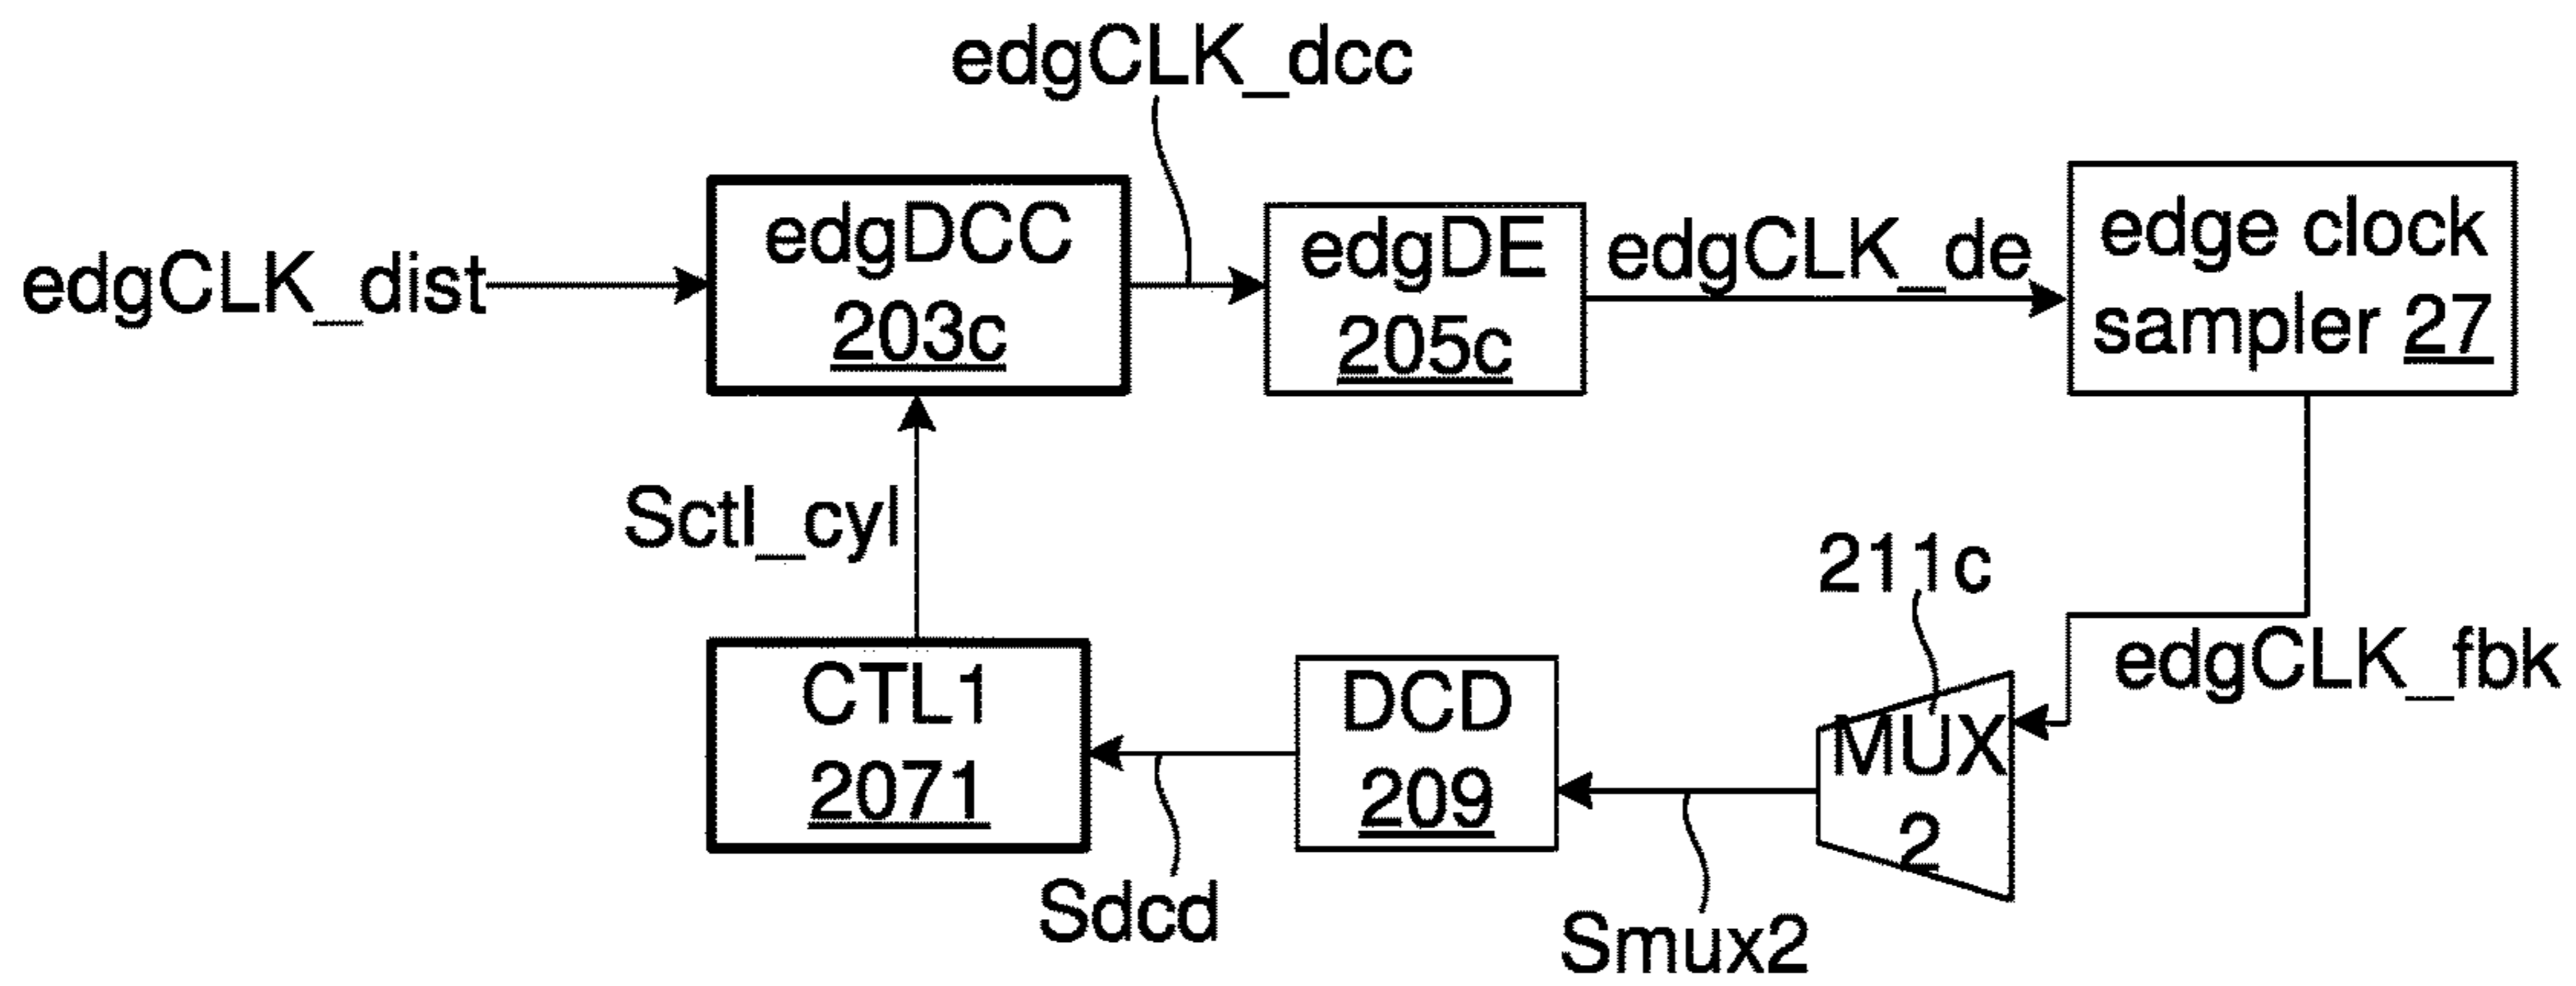 edgCLK_dcc
edgCLK_dist
edgDCC
203c
edgDE
205c
edgCLK_de
edge clock
sampler 27
Sctl_cyl
211c
edgCLK_fbk
CTL1
2071
DCD
209
MUX
2
Sdcd
Smux2